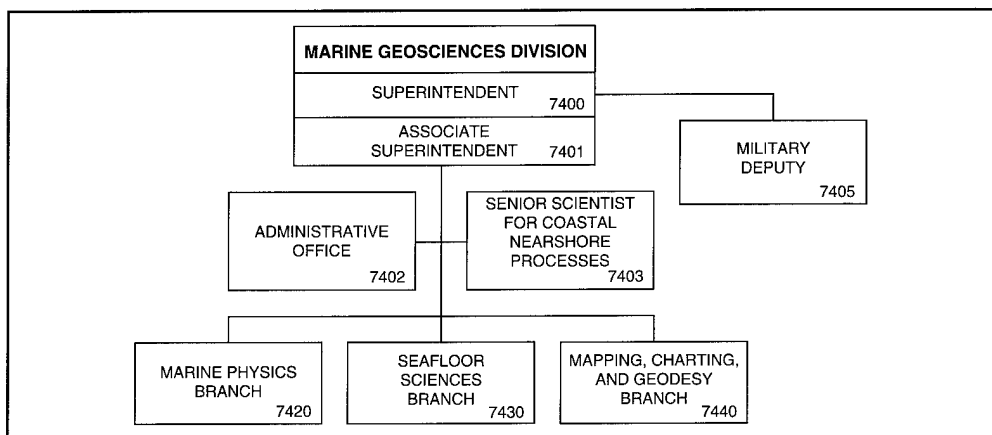 MARINE GEOSCIENCES DIVISION
SUPERINTENDENT
7400
ASSOCIATE
SUPERINTENDENT
7401
MILITARY
DEPUTY
7405
ADMINISTRATIVE
OFFICE
7402
SENIOR SCIENTIST
FOR COASTAL
NEARSHORE
PROCESSES
7403
MARINE PHYSICS
BRANCH
7420
SEAFLOOR
SCIENCES
BRANCH
7430
MAPPING, CHARTING,
AND GEODESY
BRANCH
7440